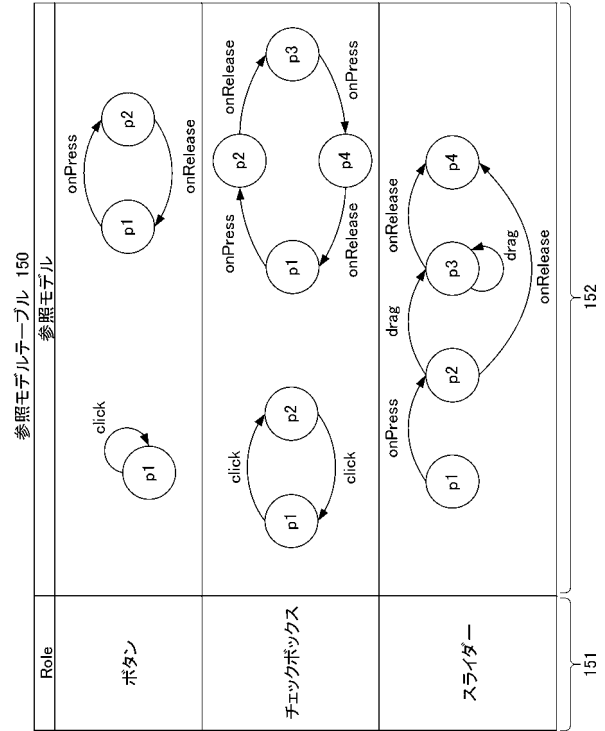 参照モデルテーブル 150
Role
参照モデル
ボタン
click
p1
onPress
p1
p2
onRelease
チェックボックス
click
p1
p2
click
onPress
p2
onRelease
p1
p3
onRelease
p4
onPress
スライダー
p1
onPress
p2
drag
p3
onRelease
p4
drag
onRelease
151
152